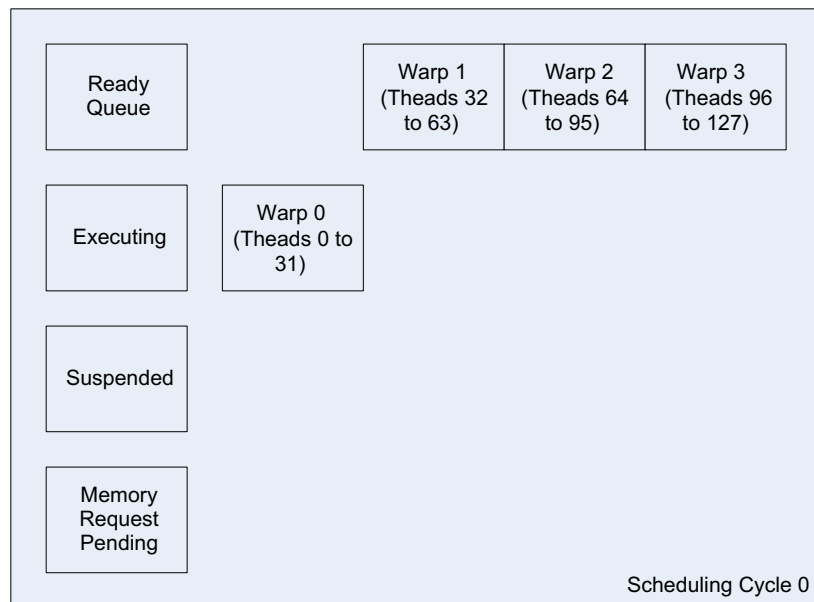 Ready
Queue
Warp 1
(Theads 32
to 63)
Warp 2
(Theads 64
to 95)
Warp 3
(Theads 96
to 127)
Executing
Warp 0
(Theads 0 to
31)
Suspended
Memory
Request
Pending
Scheduling Cycle 0